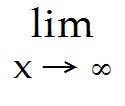 lim
x → ∞